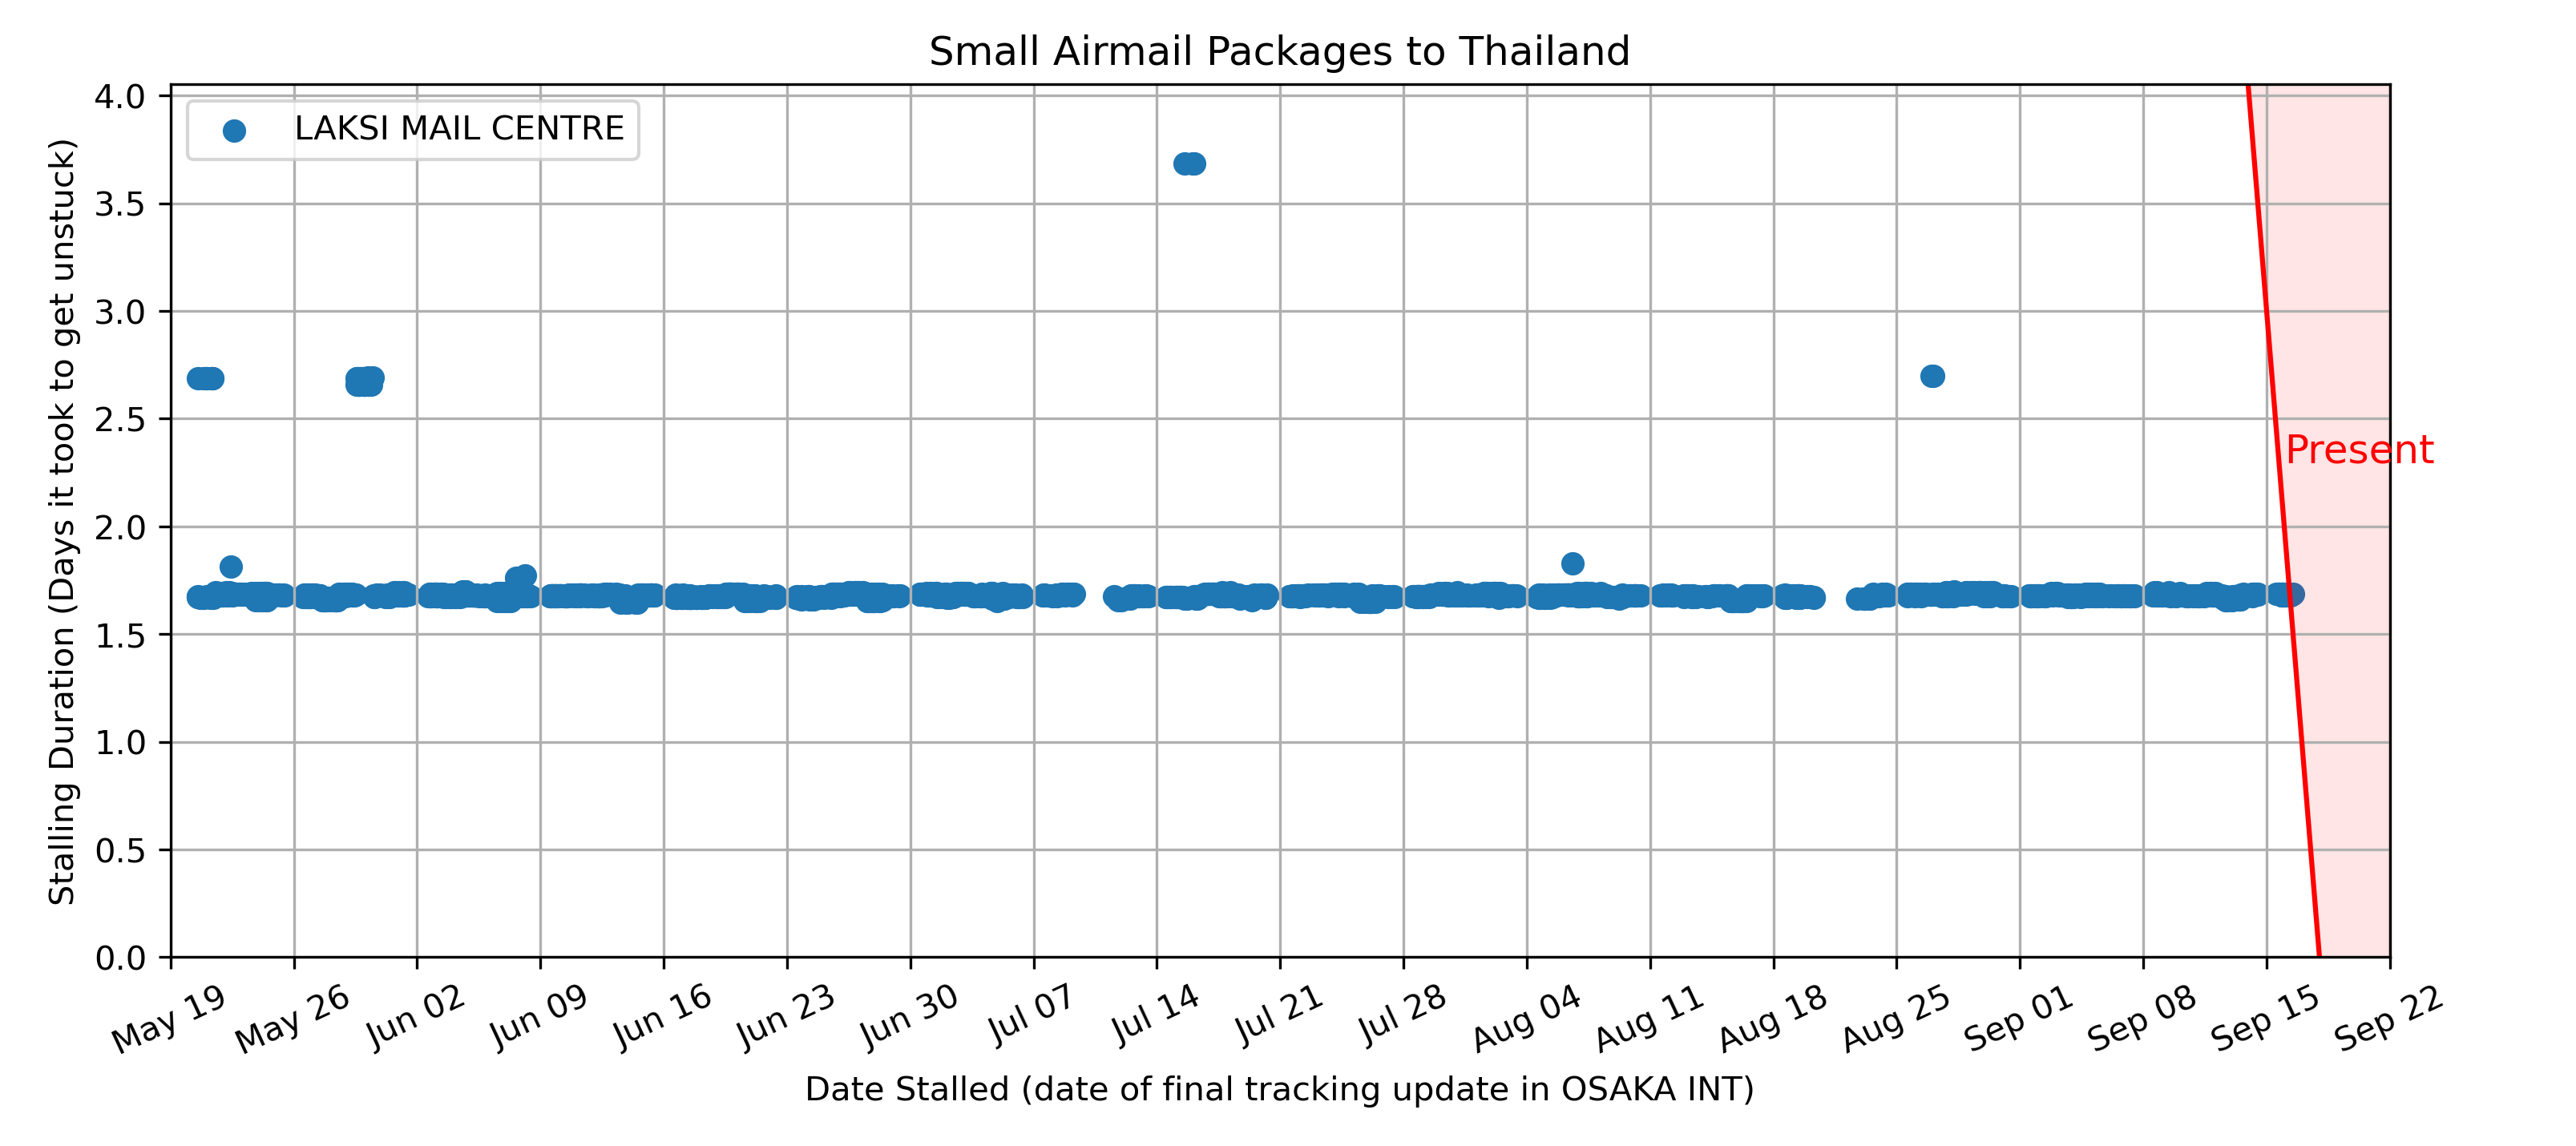 Small Airmail Packages to Thailand
LAKSI MAIL CENTRE
Stalling Duration (Days it took to get unstuck)
4.0
3.5
3.0
2.5
2.0
1.5
1.0
0.5
0.0
Present
May 19
May 26
Jun 02
Jun 09
Jun 16
Jun 23
Jun 30
Jul 07
Jul 14
Jul 21
Jul 28
Aug 04
Aug 11
Aug 18
Aug 25
Sep 01
Sep 08
Sep 15
Sep 22
Date Stalled (date of final tracking update in OSAKA INT)